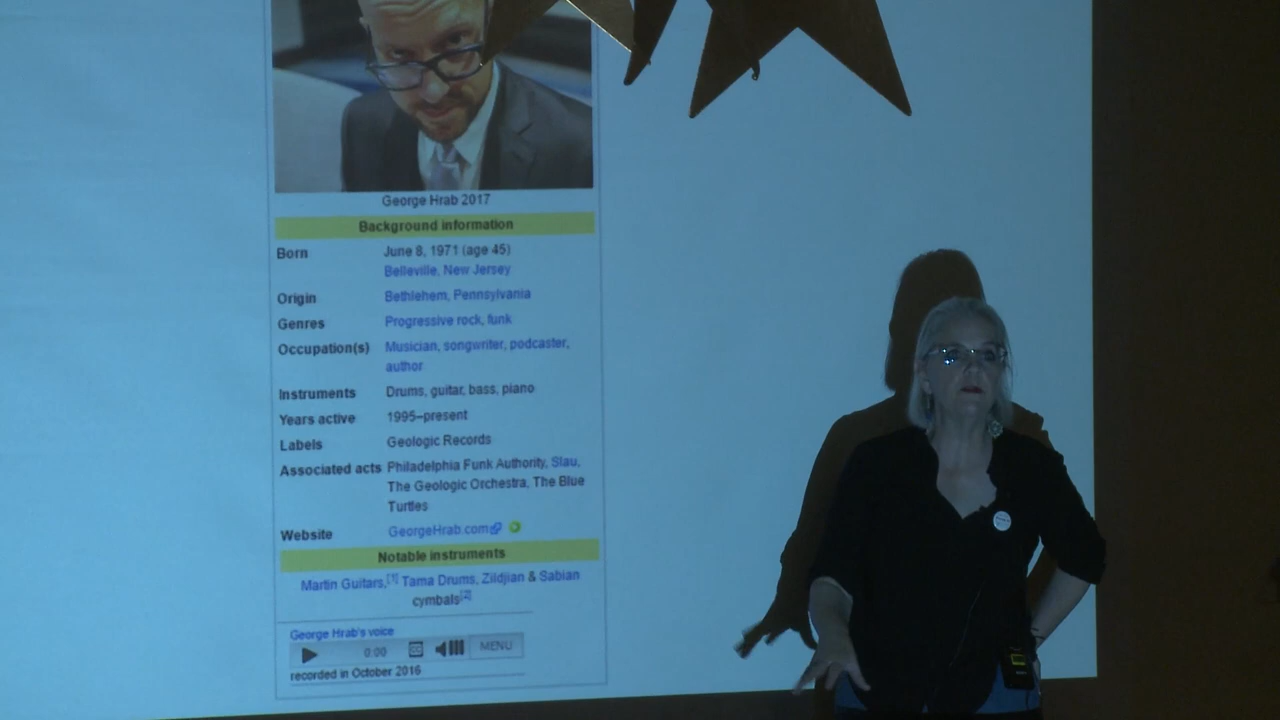 George Hrab 2017
Background information
Born June 8, 1971 (age 45)
Belleville, New Jersey
Origin Bethlehem, Pennsylvania
Genres Progressive rock, funk
Occupation(s) Musician, songwriter, podcaster,
author
Instruments Drums, guitar, bass, piano
Years active 1995–present
Labels Geologic Records
Associated acts Philadelphia Funk Authority, Slau,
The Geologic Orchestra, The Blue
Turtles
Website GeorgeHrab.com
Notable instruments
Martin Guitars,[1] Tama Drums, Zildjian & Sabian
cymbals[2]
George Hrab's voice
0:00 MENU
recorded in October 2016